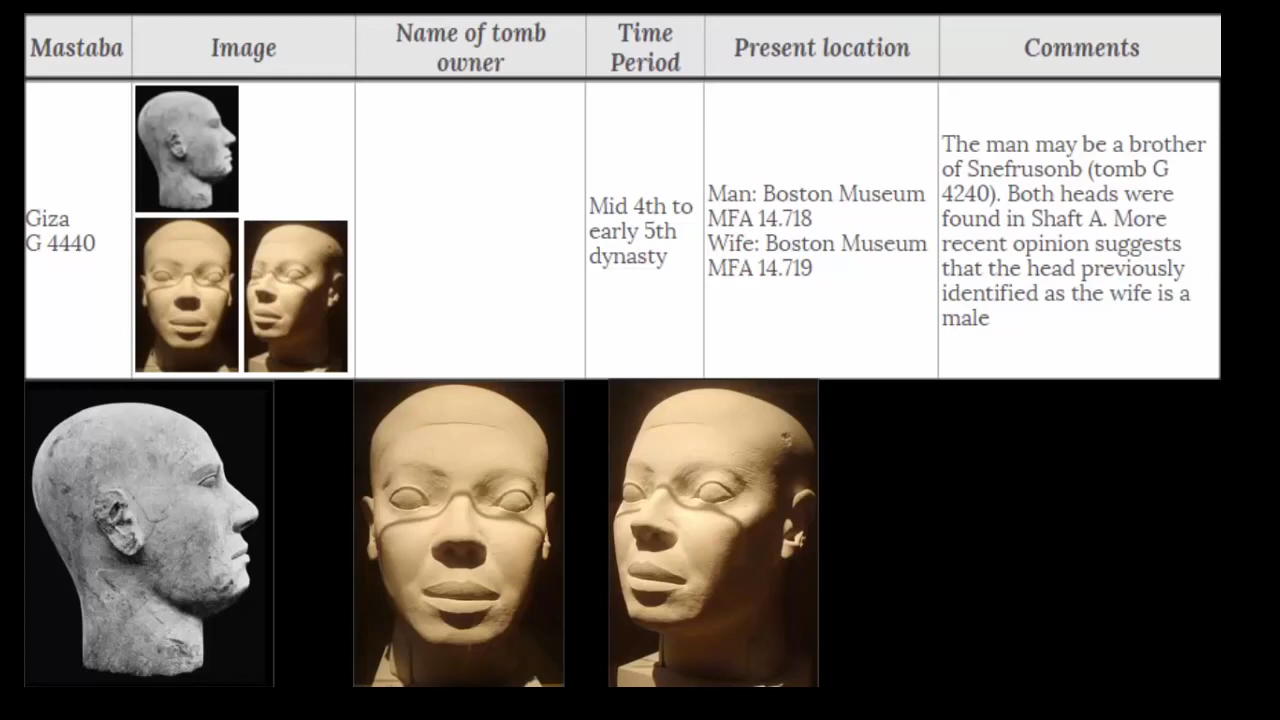 Mastaba
Image
Name of tomb
owner
Time
Period
Present location
Comments
Giza
G 4440
Mid 4th to
early 5th
dynasty
Man: Boston Museum
MFA 14.718
Wife: Boston Museum
MFA 14.719
The man may be a brother
of Snefrusonb (tomb G
4240). Both heads were
found in Shaft A. More
recent opinion suggests
that the head previously
identified as the wife is a
male